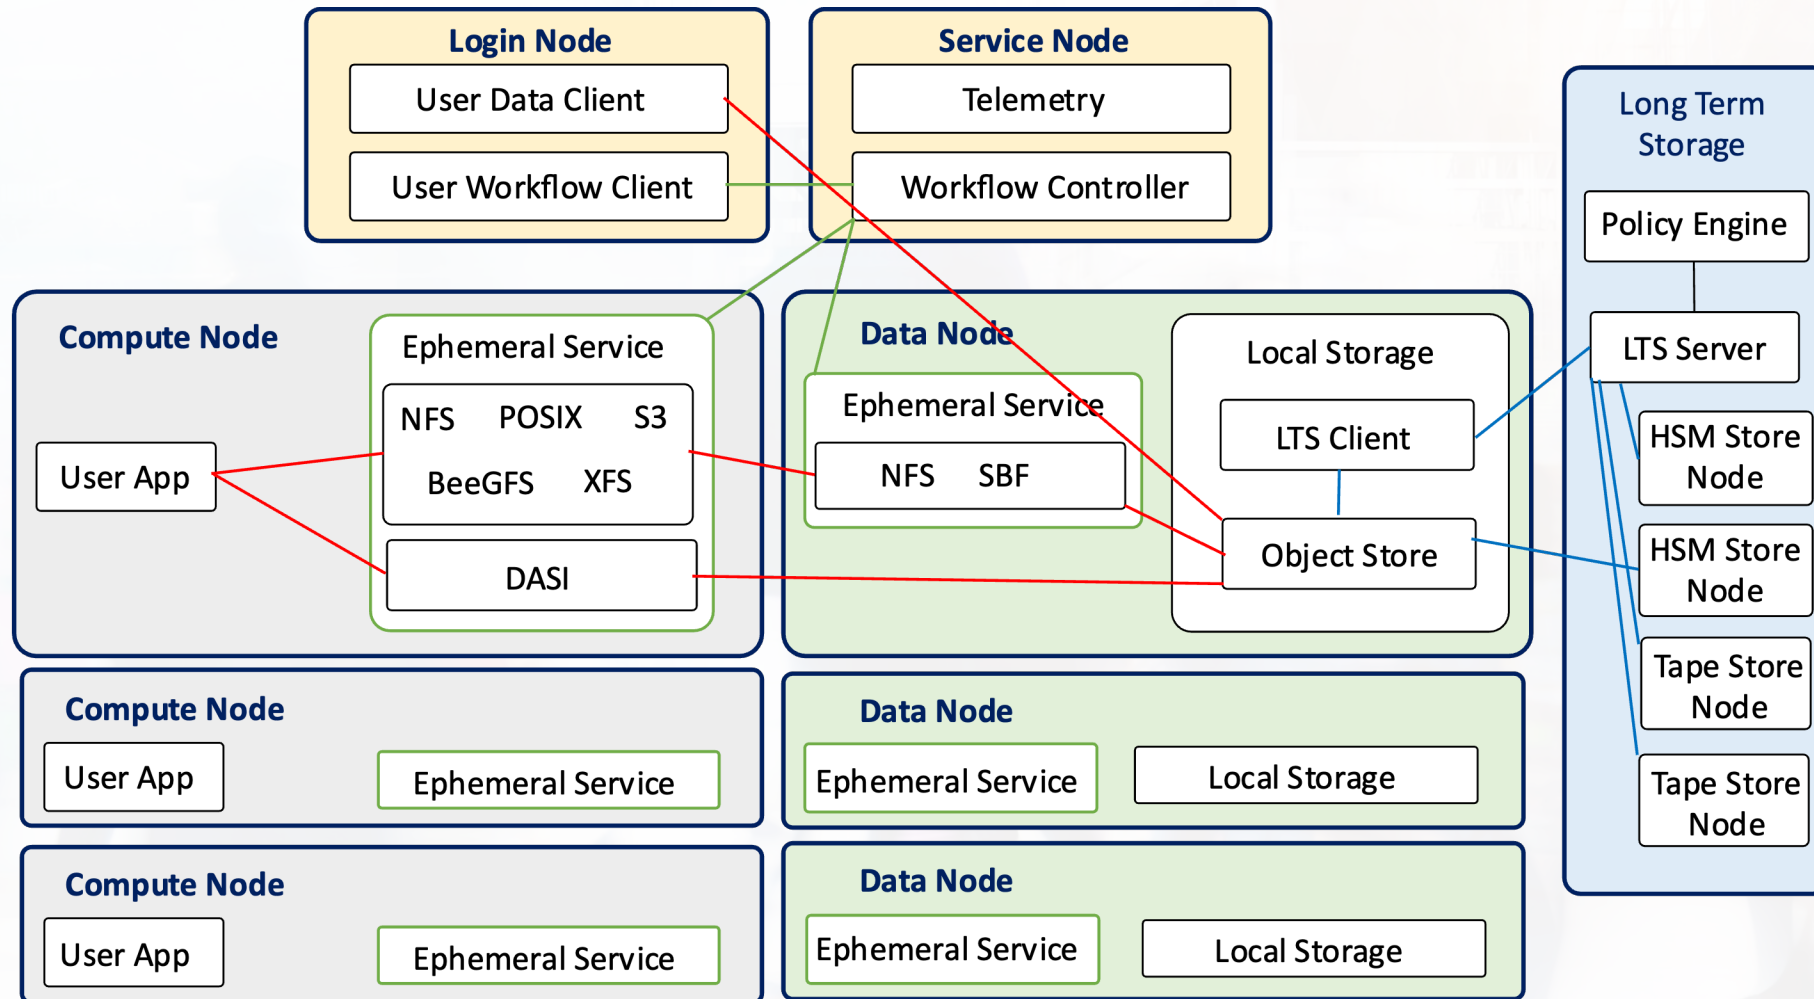 Login Node
User Data Client
User Workflow Client
Service Node
Telemetry
Workflow Controller
Compute Node
User App
Ephemeral Service
NFS POSIX S3
BeeGFS XFS
DASI
Data Node
Ephemeral Service
NFS SBF
Local Storage
LTS Client
Object Store
Compute Node
User App
Ephemeral Service
Data Node
Ephemeral Service
Local Storage
Compute Node
User App
Ephemeral Service
Data Node
Ephemeral Service
Local Storage
Long Term
Storage
Policy Engine
LTS Server
HSM Store
Node
HSM Store
Node
Tape Store
Node
Tape Store
Node